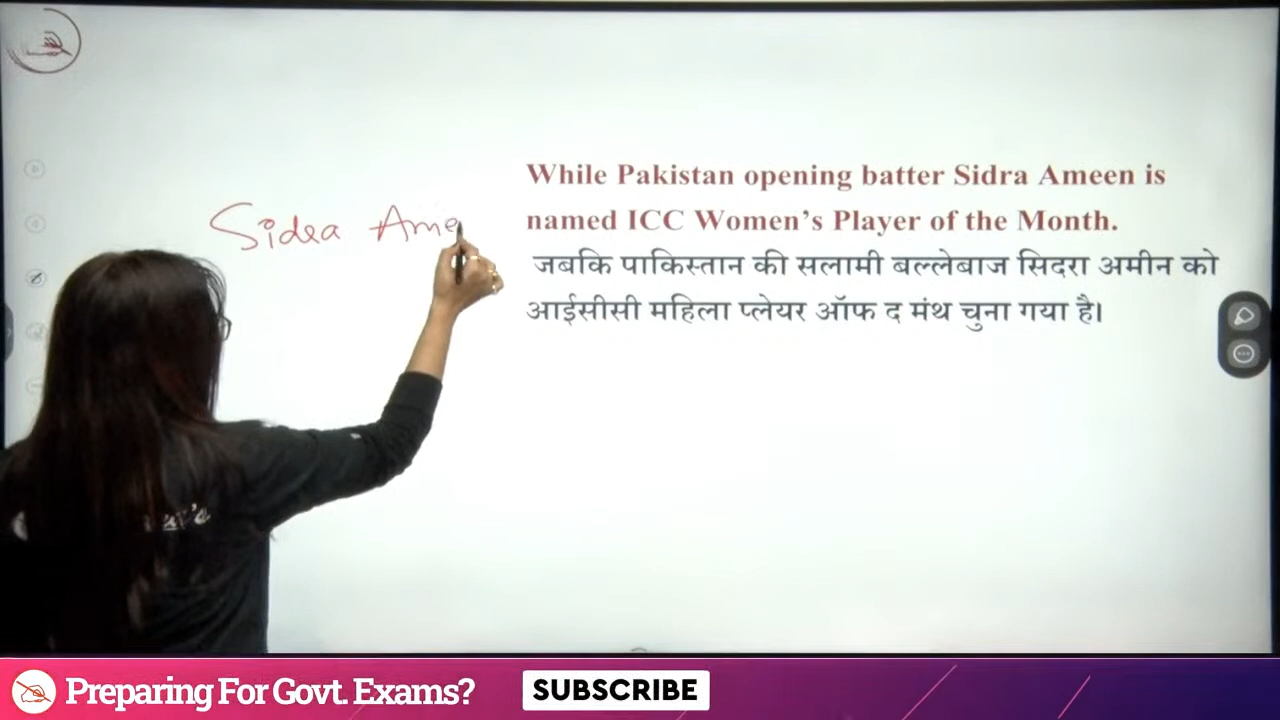 While Pakistan opening batter Sidra Ameen is
named ICC Women's Player of the Month.
जबकि पाकिस्तान की सलामी बल्लेबाज सिदरा अमीन को
आईसीसी महिला प्लेयर ऑफ द मंथ चुना गया है।
Sidra Ame
Preparing For Govt. Exams?
SUBSCRIBE